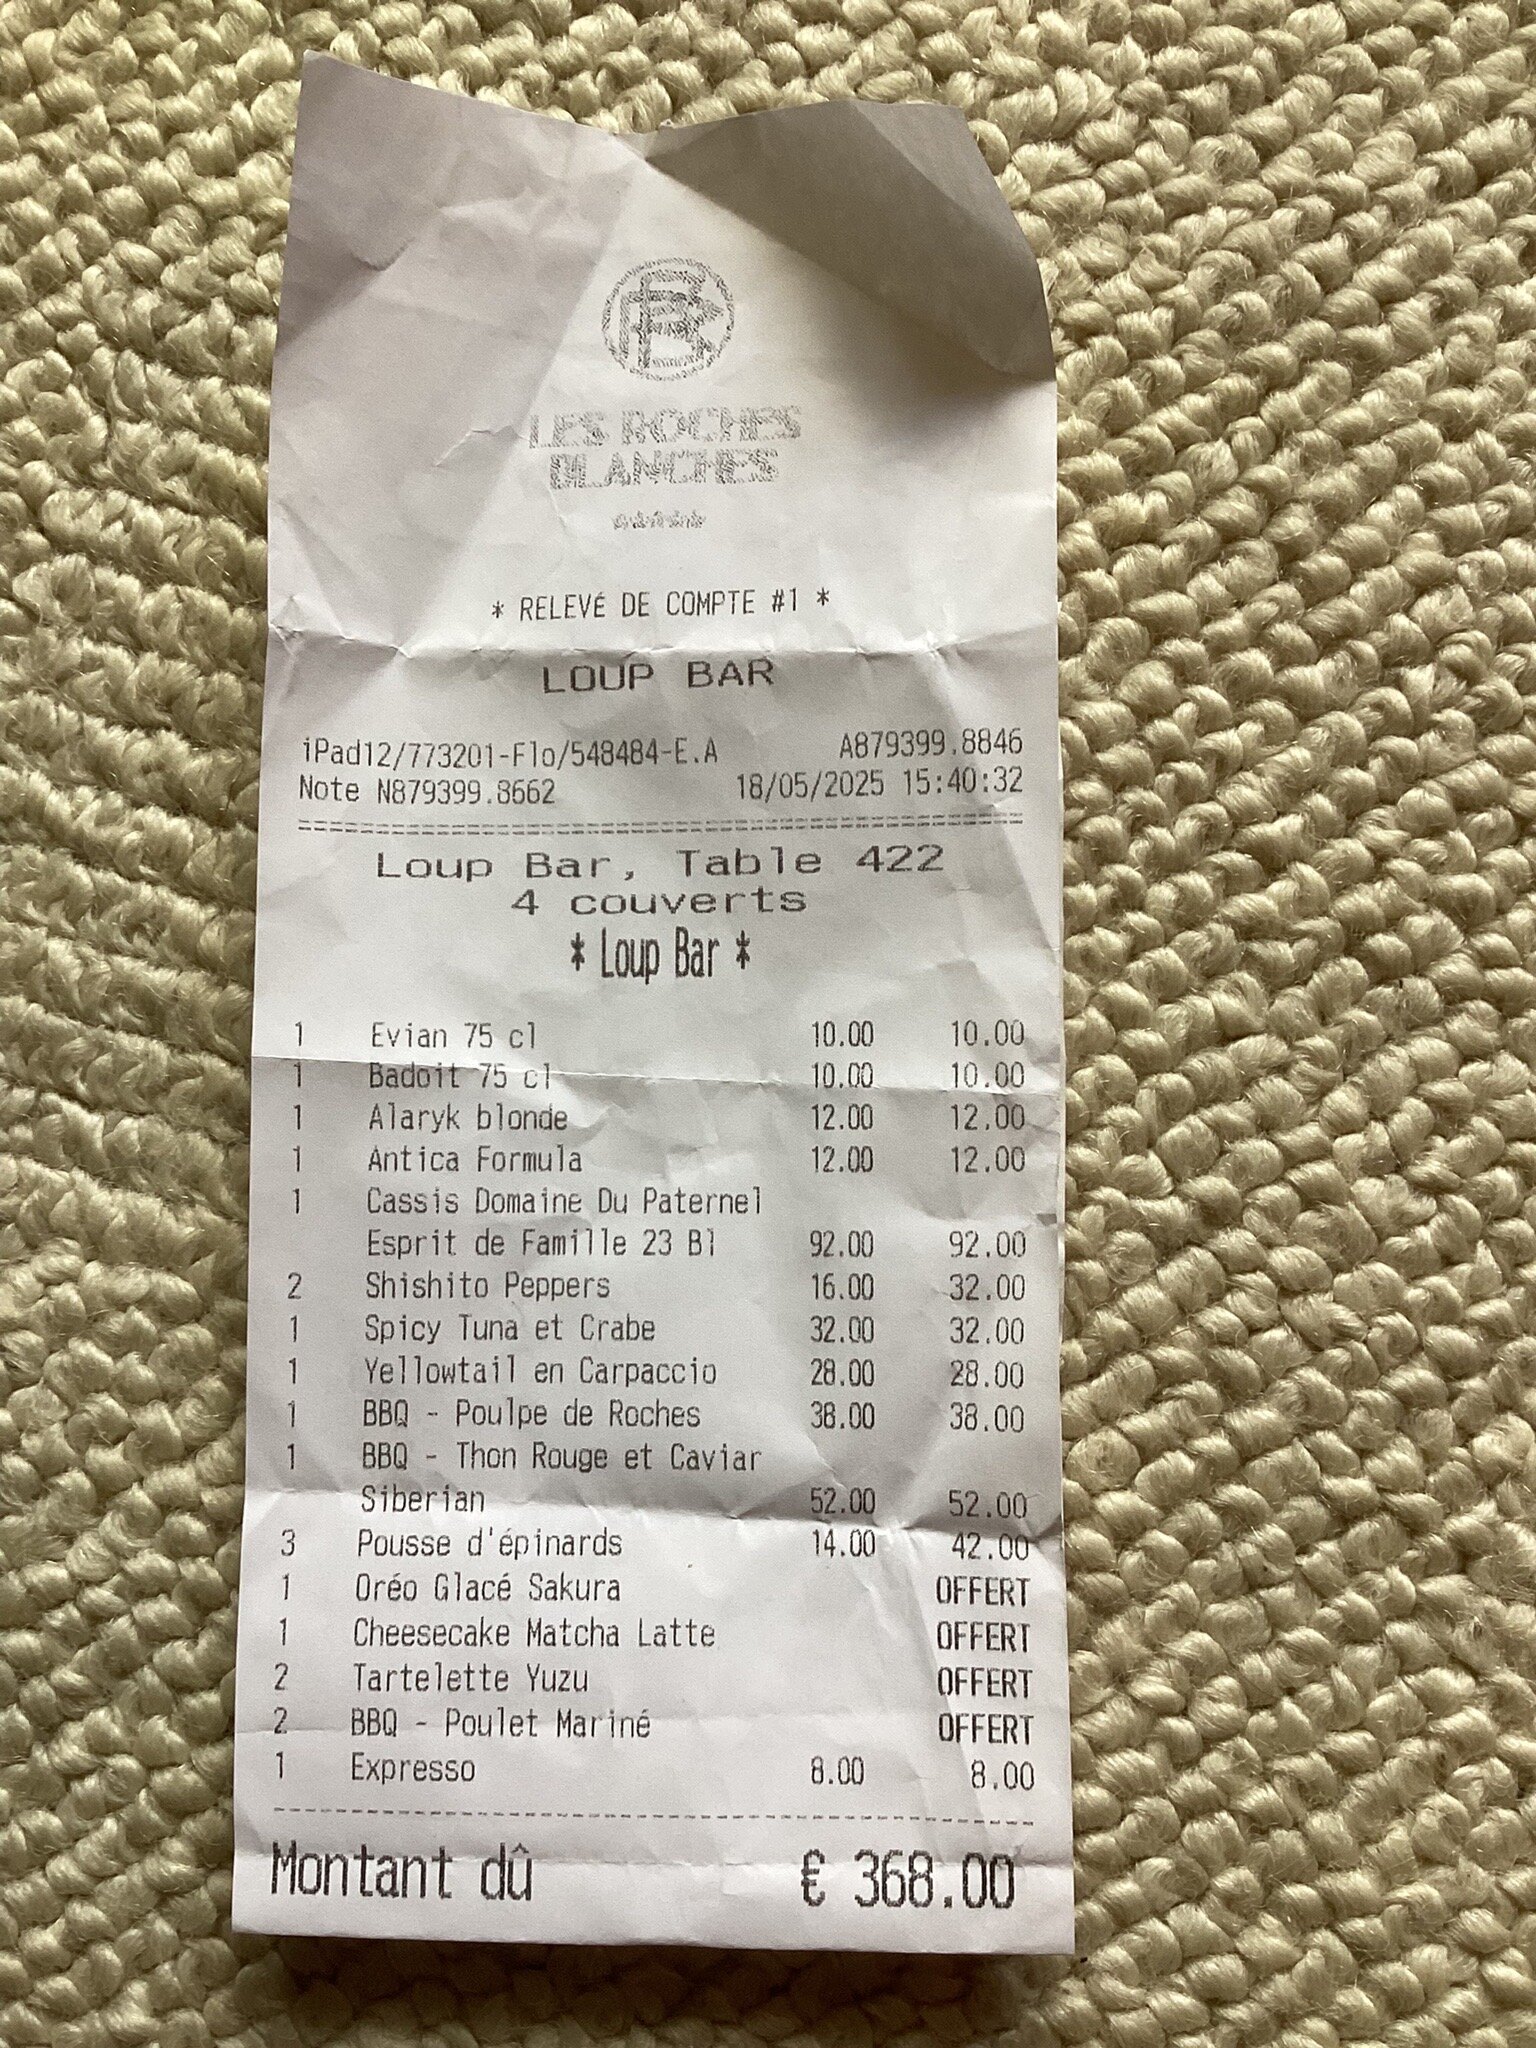 LES ROCHES
BLANCHES
* RELEVÉ DE COMPTE #1 *
LOUP BAR
iPad12/773201-Flo/548484-E.A A879399.8846
Note N879399.8662 18/05/2025 15:40:32
Loup Bar, Table 422
4 couverts
* Loup Bar *
1 Evian 75 cl 10.00 10.00
1 Badoit 75 cl 10.00 10.00
1 Alaryk blonde 12.00 12.00
1 Antica Formula 12.00 12.00
1 Cassis Domaine Du Paternel
Esprit de Famille 23 Bl 92.00 92.00
2 Shishito Peppers 16.00 32.00
1 Spicy Tuna et Crabe 32.00 32.00
1 Yellowtail en Carpaccio 28.00 28.00
1 BBQ - Poulpe de Roches 38.00 38.00
1 BBQ - Thon Rouge et Caviar
Siberian 52.00 52.00
3 Pousse d'épinards 14.00 42.00
1 Oréo Glacé Sakura OFFERT
1 Cheesecake Matcha Latte OFFERT
2 Tartelette Yuzu OFFERT
2 BBQ - Poulet Mariné OFFERT
1 Expresso 8.00 8.00
Montant dû € 368.00